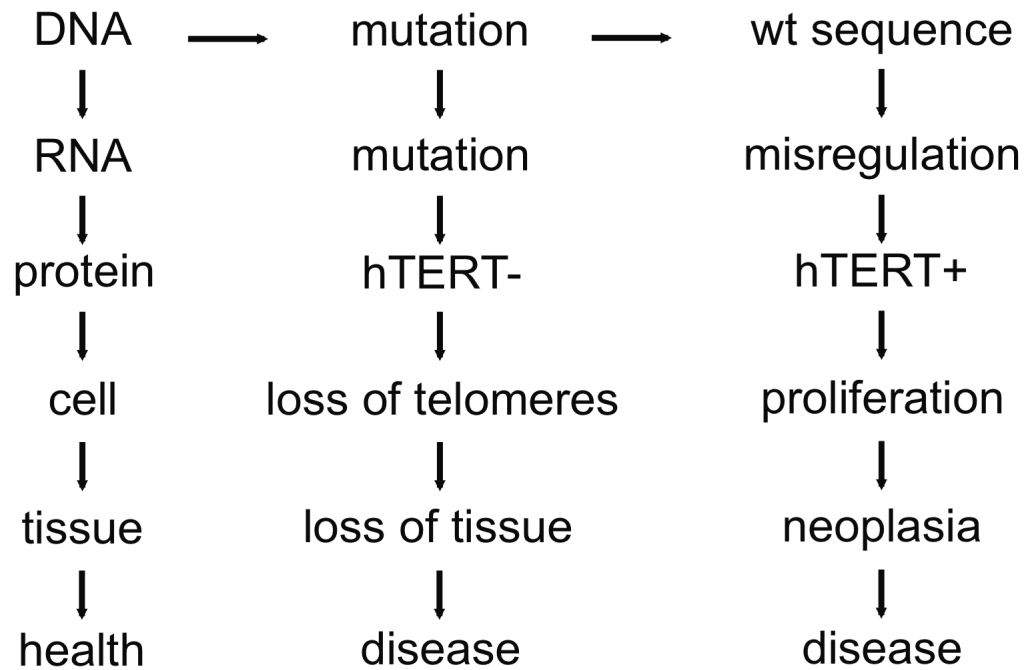 DNA mutation wt sequence
RNA mutation misregulation
protein hTERT- hTERT+
cell loss of telomeres proliferation
tissue loss of tissue neoplasia
health disease disease